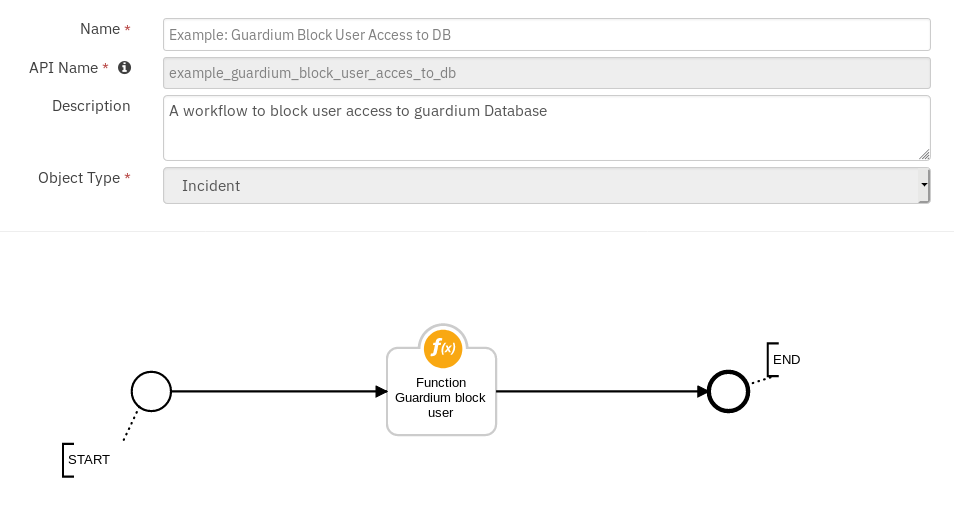 Name *
Example: Guardium Block User Access to DB
API Name *
example_guardium_block_user_acces_to_db
Description
A workflow to block user access to guardium Database
Object Type *
Incident
f(x)
Function
Guardium block
user
END
START